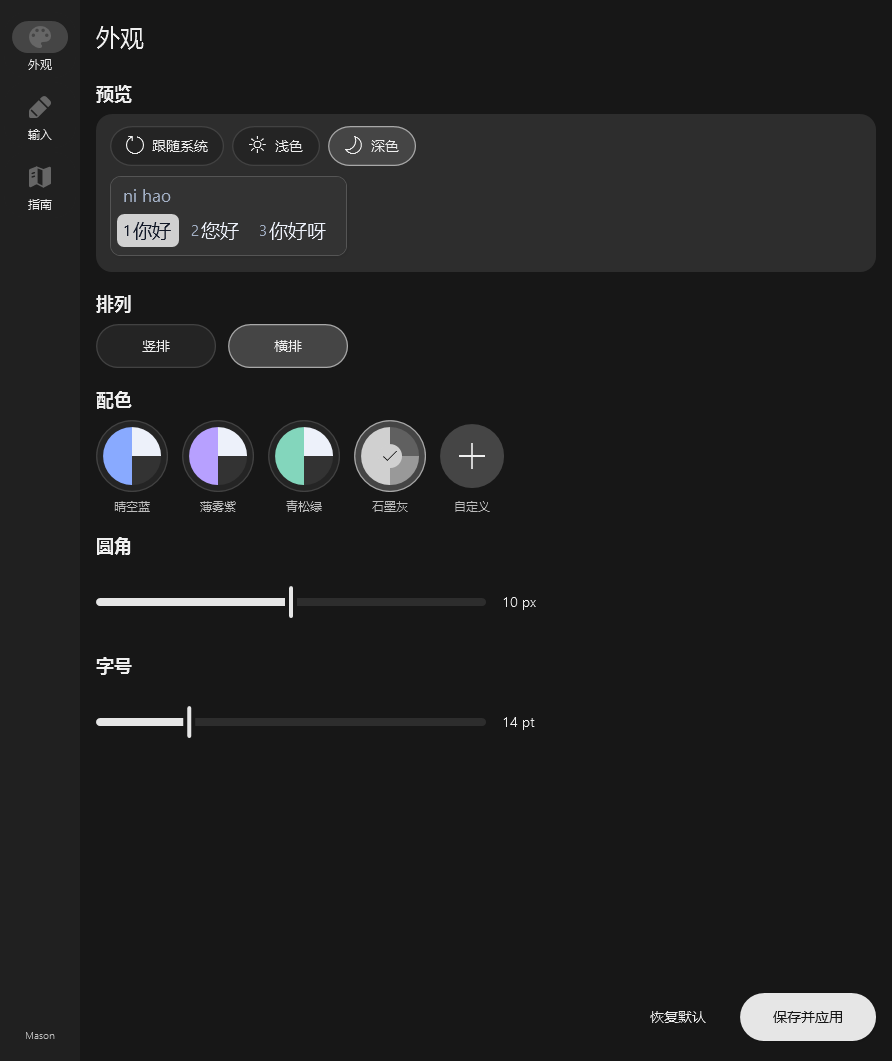 外观
外观
输入
指南
预览
跟随系统 浅色 深色
ni hao
1你好 2您好 3你好呀
排列
竖排 横排
配色
晴空蓝 薄雾紫 青松绿 石墨灰 自定义
圆角
10 px
字号
14 pt
恢复默认 保存并应用
Mason